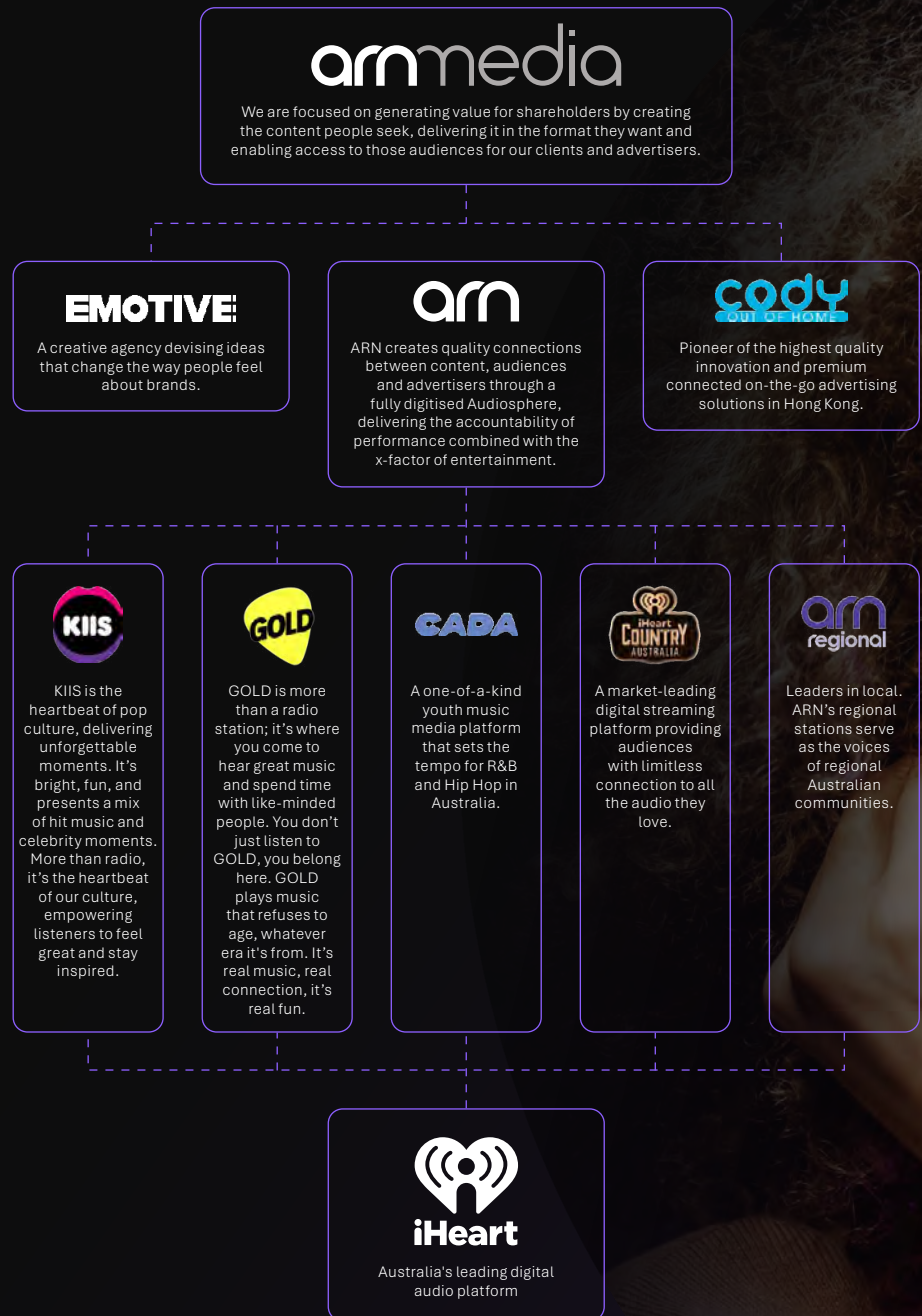 arnmedia
We are focused on generating value for shareholders by creating
the content people seek, delivering it in the format they want and
enabling access to those audiences for our clients and advertisers.
EMOTIVE
A creative agency devising ideas
that change the way people feel
about brands.
arn
ARN creates quality connections
between content, audiences
and advertisers through a
fully digitised Audiosphere,
delivering the accountability of
performance combined with the
x-factor of entertainment.
cody
OUT OF HOME
Pioneer of the highest quality
innovation and premium
connected on-the-go advertising
solutions in Hong Kong.
KIIS
KIIS is the
heartbeat of pop
culture, delivering
unforgettable
moments. It’s
bright, fun, and
presents a mix
of hit music and
celebrity moments.
More than radio,
it’s the heartbeat
of our culture,
empowering
listeners to feel
great and stay
inspired.
GOLD
GOLD is more
than a radio
station; it’s where
you come to
hear great music
and spend time
with like-minded
people. You don’t
just listen to
GOLD, you belong
here. GOLD
plays music
that refuses to
age, whatever
era it's from. It’s
real music, real
connection, it’s
real fun.
CADA
A one-of-a-kind
youth music
media platform
that sets the
tempo for R&B
and Hip Hop in
Australia.
iHeart
COUNTRY
AUSTRALIA
A market-leading
digital streaming
platform providing
audiences
with limitless
connection to all
the audio they
love.
arn
regional
Leaders in local.
ARN’s regional
stations serve
as the voices
of regional
Australian
communities.
iHeart
Australia's leading digital
audio platform